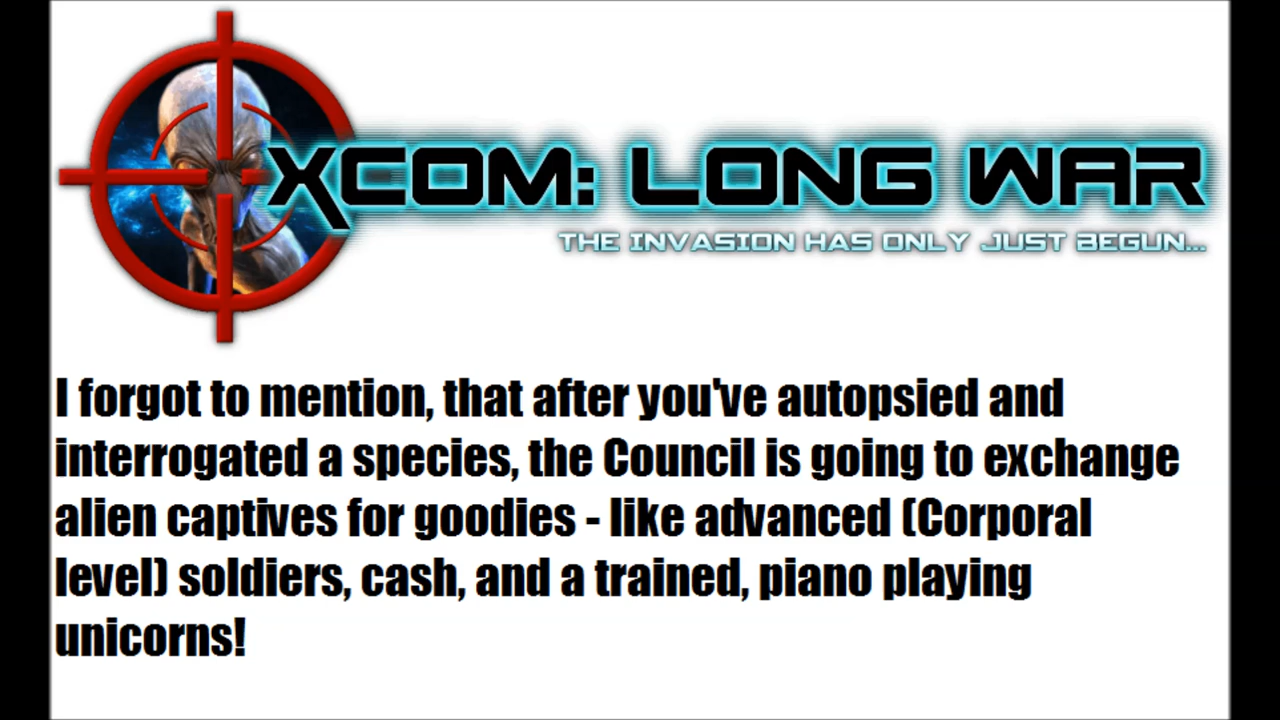 XCOM: LONG WAR
THE INVASION HAS ONLY JUST BEGUN...
I forgot to mention, that after you've autopsied and
interrogated a species, the Council is going to exchange
alien captives for goodies - like advanced (Corporal
level) soldiers, cash, and a trained, piano playing
unicorns!